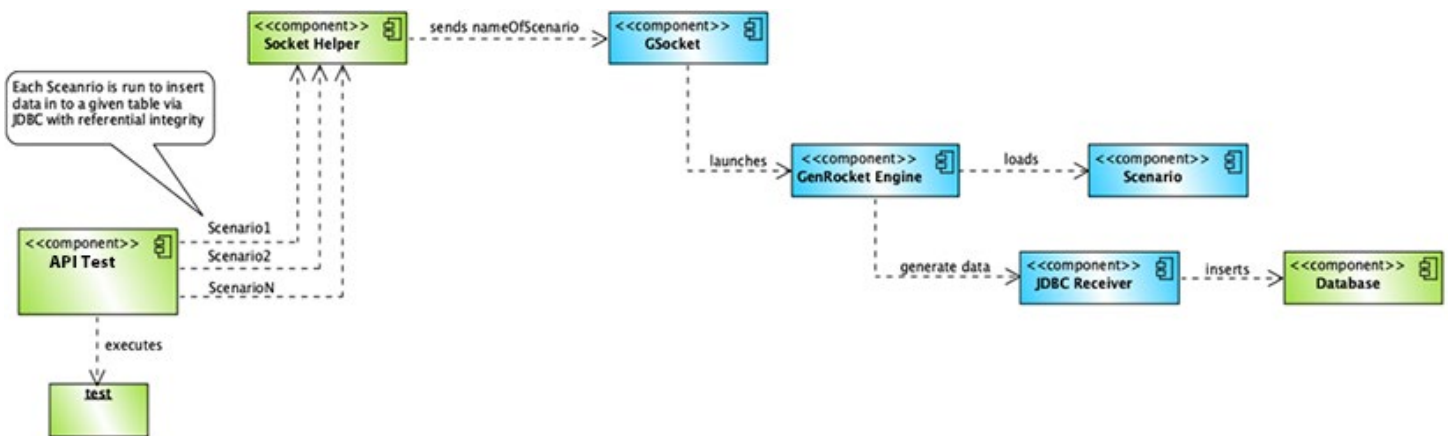 <<component>>
Socket Helper
sends nameOfScenario
<<component>>
GSocket
Each Sceanrio is run to insert
data in to a given table via
JDBC with referential integrity
launches
<<component>>
GenRocket Engine
loads
<<component>>
Scenario
<<component>>
API Test
Scenario1
Scenario2
ScenarioN
generate data
<<component>>
JDBC Receiver
inserts
<<component>>
Database
executes
test